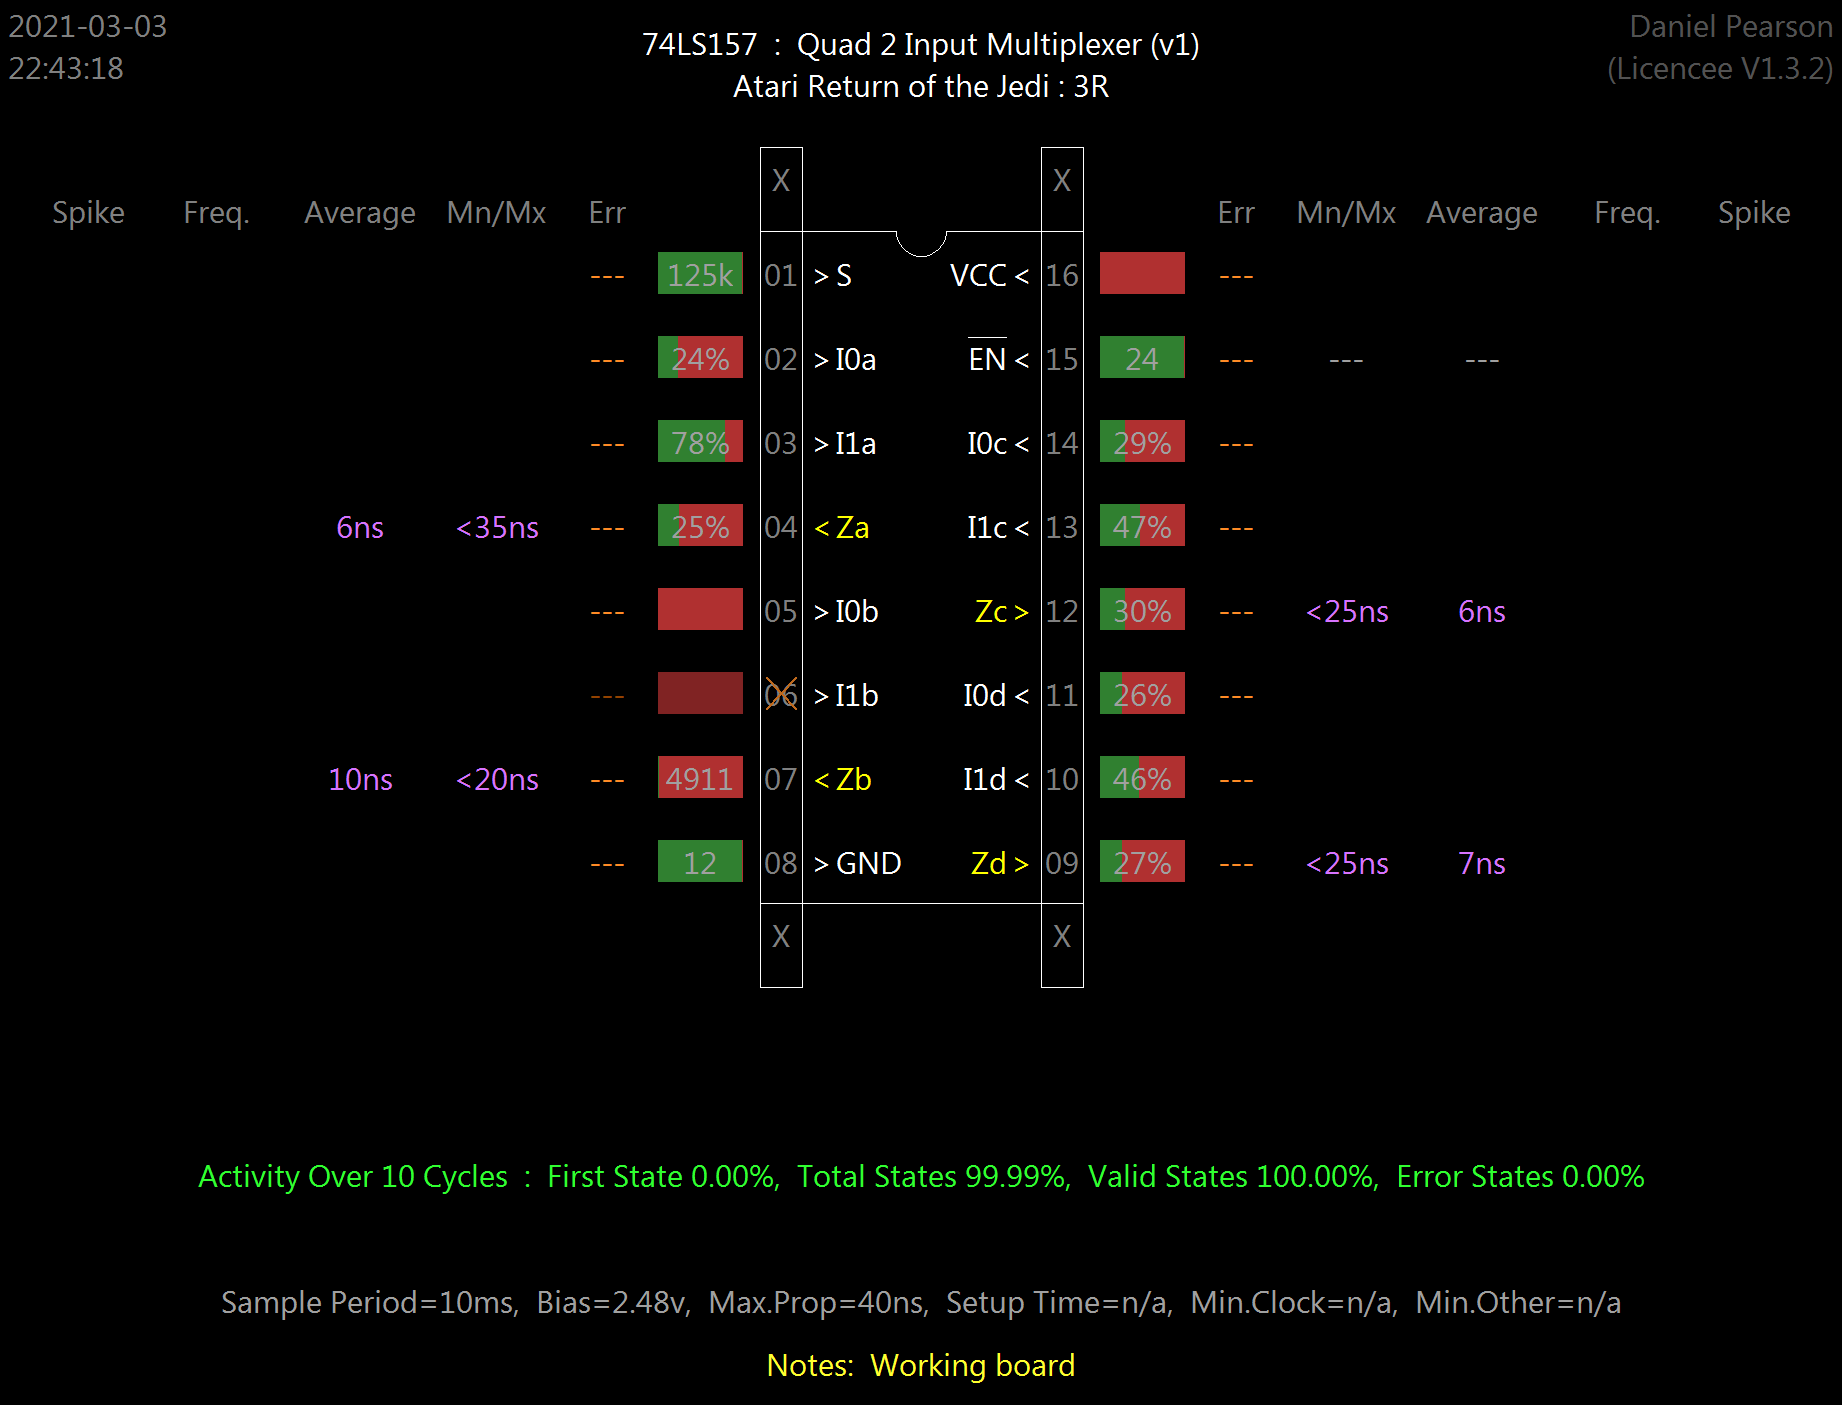 2021-03-03
22:43:18
74LS157 : Quad 2 Input Multiplexer (v1)
Atari Return of the Jedi : 3R
Daniel Pearson
(Licencee V1.3.2)
X X
Spike Freq. Average Mn/Mx Err Err Mn/Mx Average Freq. Spike
--- 125k 01 > S VCC < 16 ---
--- 24% 02 > I0a EN < 15 24 --- --- ---
--- 78% 03 > I1a I0c < 14 29% ---
6ns <35ns --- 25% 04 < Za I1c < 13 47% ---
--- 05 > I0b Zc > 12 30% --- <25ns 6ns
--- 06 > I1b I0d < 11 26% ---
10ns <20ns --- 4911 07 < Zb I1d < 10 46% ---
--- 12 08 > GND Zd > 09 27% --- <25ns 7ns
X X
Activity Over 10 Cycles : First State 0.00%, Total States 99.99%, Valid States 100.00%, Error States 0.00%
Sample Period=10ms, Bias=2.48v, Max.Prop=40ns, Setup Time=n/a, Min.Clock=n/a, Min.Other=n/a
Notes: Working board